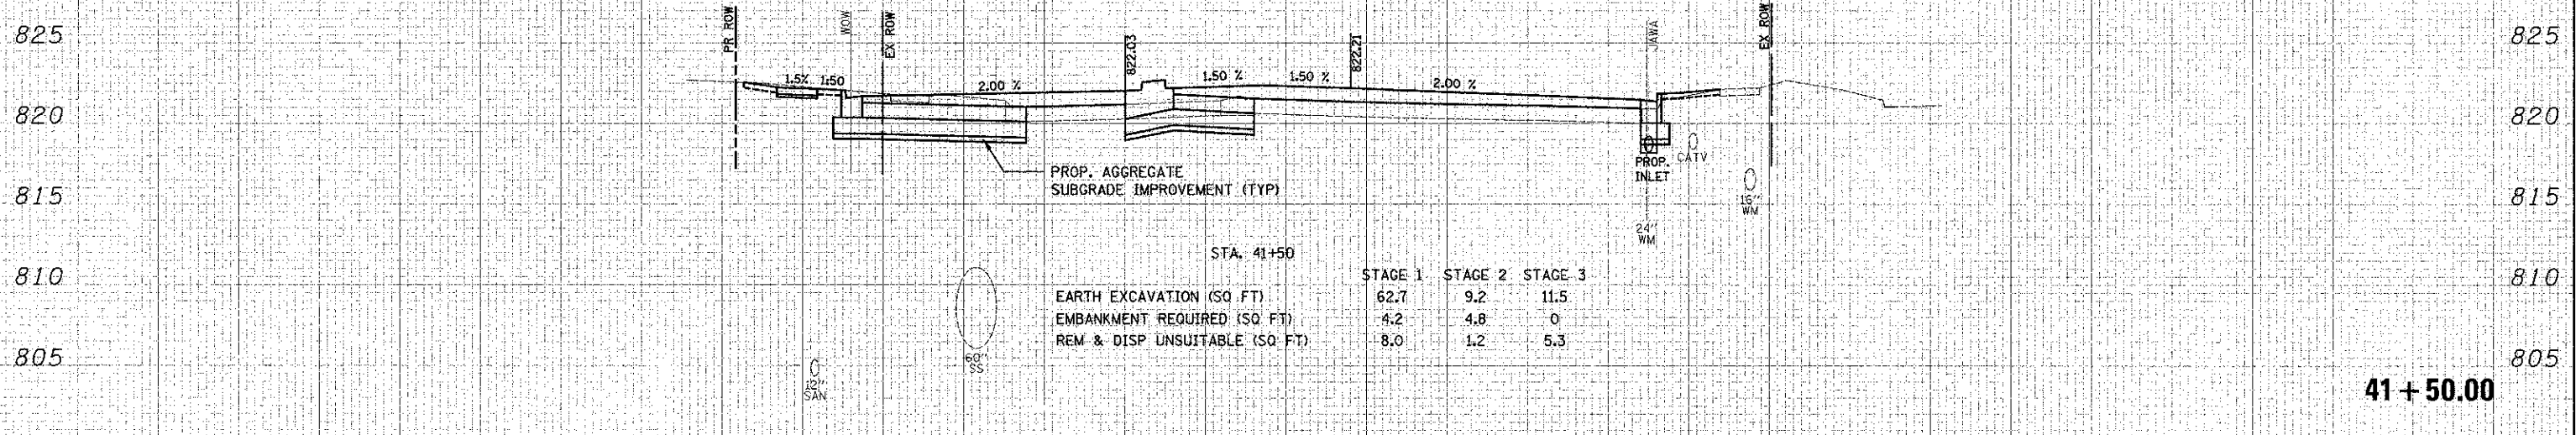 PR ROW
WROW
EX ROW
822.03
822.21
JAWA
EX ROW
825
825
1.5% 1:50
2.00 %
1.50 %
1.50 %
2.00 %
820
820
PROP. AGGREGATE
SUBGRADE IMPROVEMENT (TYP)
PROP.
INLET
CATV
815
815
16"
WM
24"
WM
STA. 41+50
810
810
STAGE 1 STAGE 2 STAGE 3
EARTH EXCAVATION (SQ FT) 62.7 9.2 11.5
EMBANKMENT REQUIRED (SQ FT) 4.2 4.8 0
REM & DISP UNSUITABLE (SQ FT) 8.0 1.2 5.3
805
805
60"
SS
12"
SAN
41 + 50.00